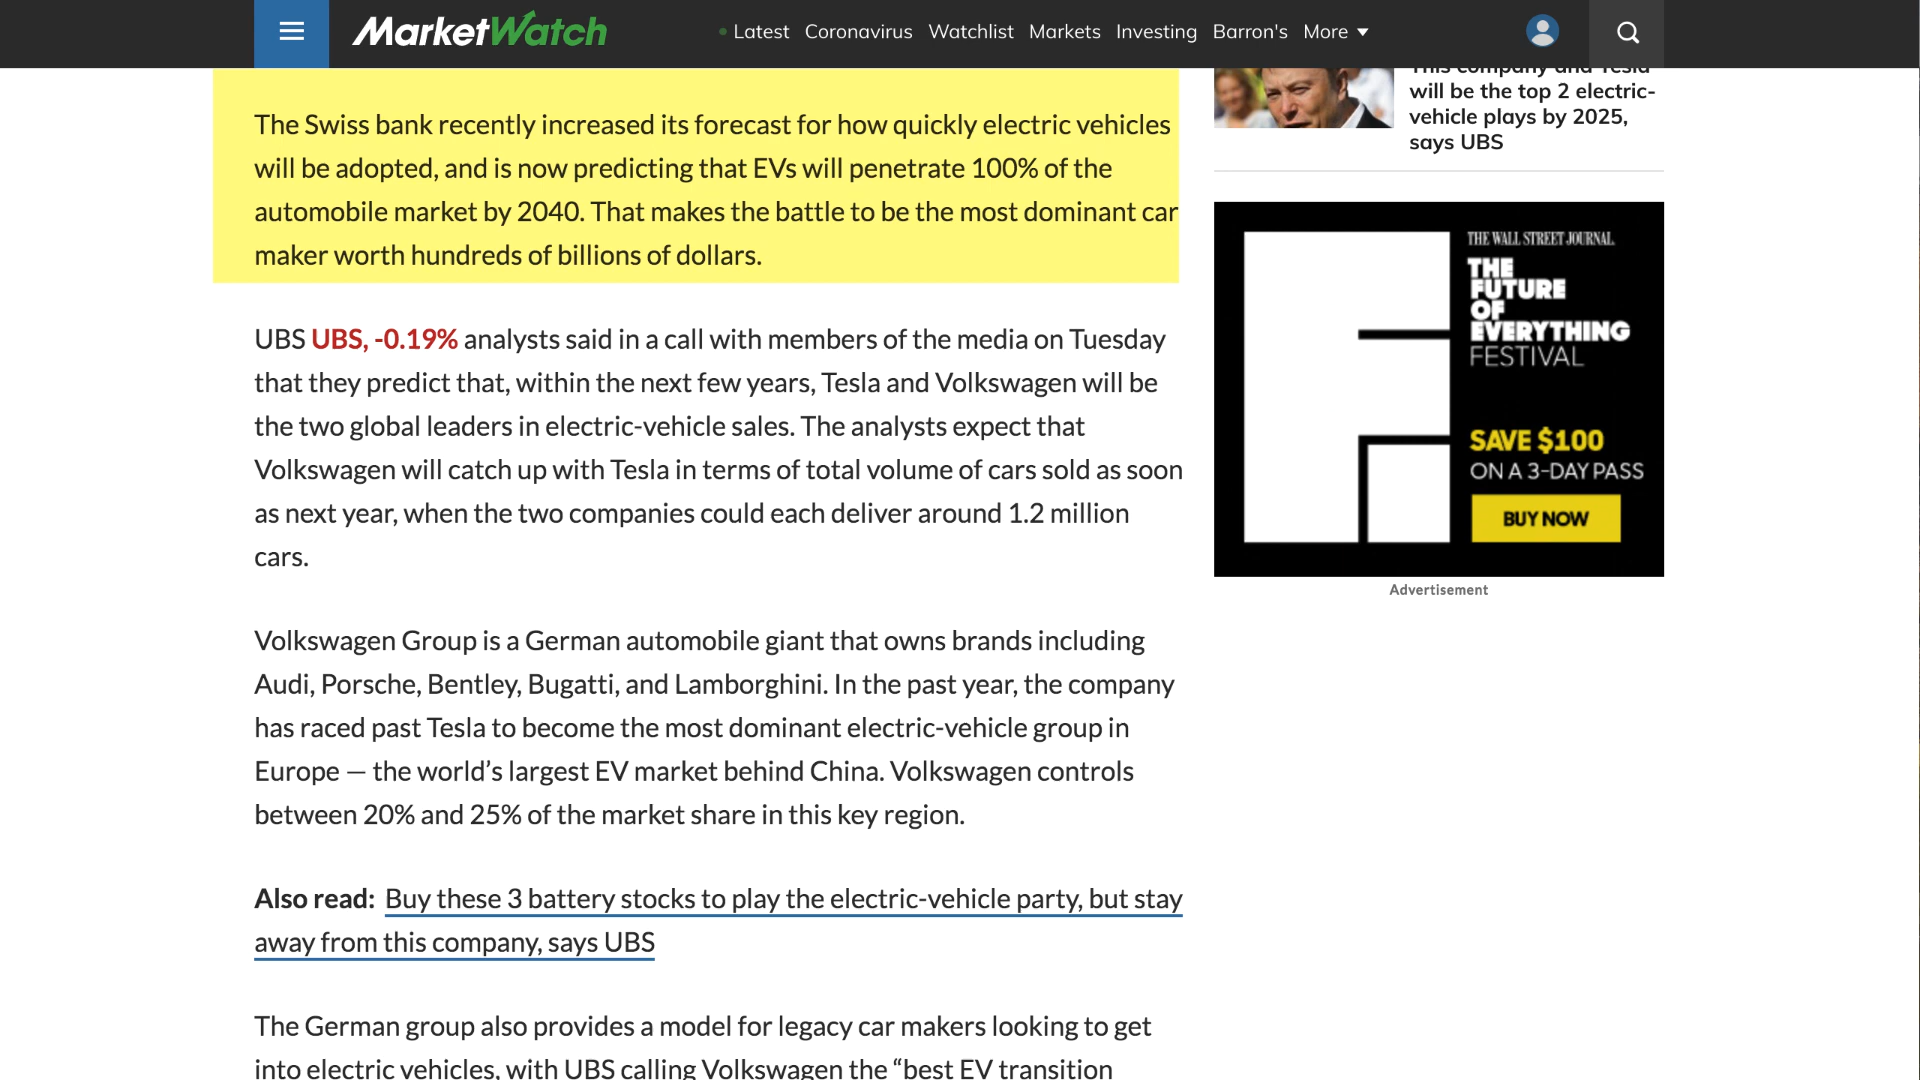 MarketWatch
Latest Coronavirus Watchlist Markets Investing Barron's More
The Swiss bank recently increased its forecast for how quickly electric vehicles
will be adopted, and is now predicting that EVs will penetrate 100% of the
automobile market by 2040. That makes the battle to be the most dominant car
maker worth hundreds of billions of dollars.
UBS UBS, -0.19% analysts said in a call with members of the media on Tuesday
that they predict that, within the next few years, Tesla and Volkswagen will be
the two global leaders in electric-vehicle sales. The analysts expect that
Volkswagen will catch up with Tesla in terms of total volume of cars sold as soon
as next year, when the two companies could each deliver around 1.2 million
cars.
Volkswagen Group is a German automobile giant that owns brands including
Audi, Porsche, Bentley, Bugatti, and Lamborghini. In the past year, the company
has raced past Tesla to become the most dominant electric-vehicle group in
Europe — the world’s largest EV market behind China. Volkswagen controls
between 20% and 25% of the market share in this key region.
Also read: Buy these 3 battery stocks to play the electric-vehicle party, but stay
away from this company, says UBS
The German group also provides a model for legacy car makers looking to get
into electric vehicles, with UBS calling Volkswagen the “best EV transition
This company and Tesla
will be the top 2 electric-
vehicle plays by 2025,
says UBS
THE WALL STREET JOURNAL.
THE
FUTURE
OF
EVERYTHING
FESTIVAL
SAVE $100
ON A 3-DAY PASS
BUY NOW
Advertisement